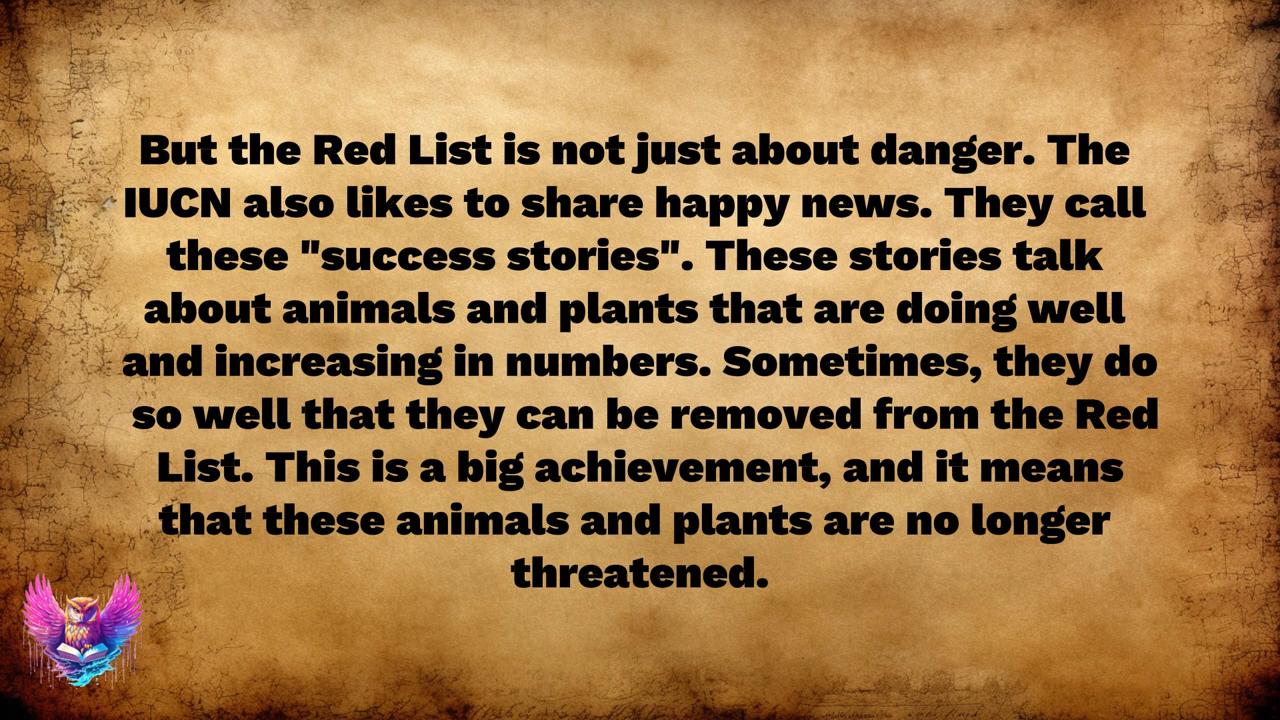 But the Red List is not just about danger. The
IUCN also likes to share happy news. They call
these "success stories". These stories talk
about animals and plants that are doing well
and increasing in numbers. Sometimes, they do
so well that they can be removed from the Red
List. This is a big achievement, and it means
that these animals and plants are no longer
threatened.